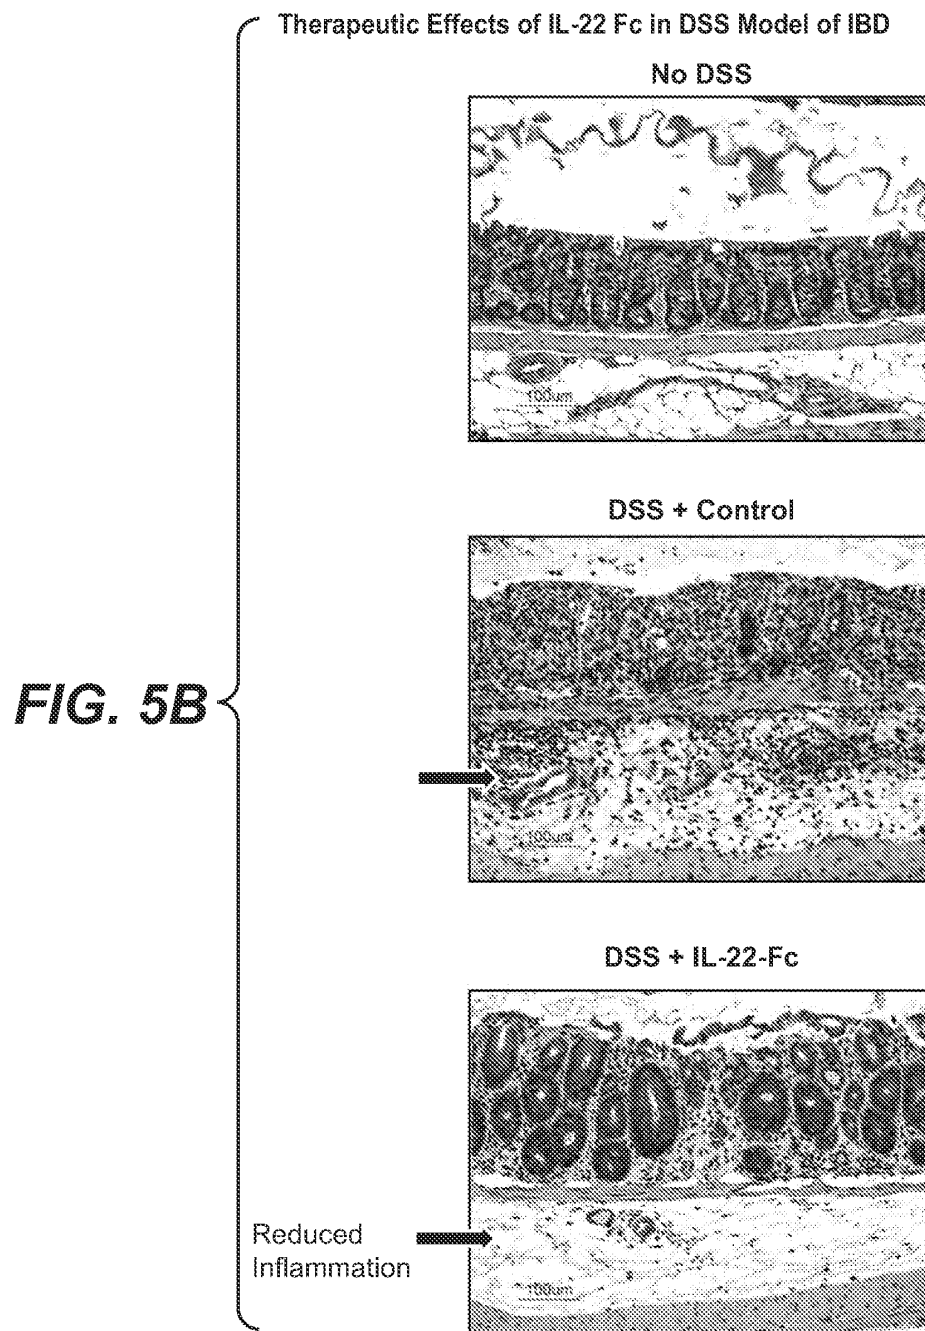 Therapeutic Effects of IL-22 Fc in DSS Model of IBD
No DSS
100um
DSS + Control
FIG. 5B
100um
DSS + IL-22-Fc
Reduced
Inflammation
100um